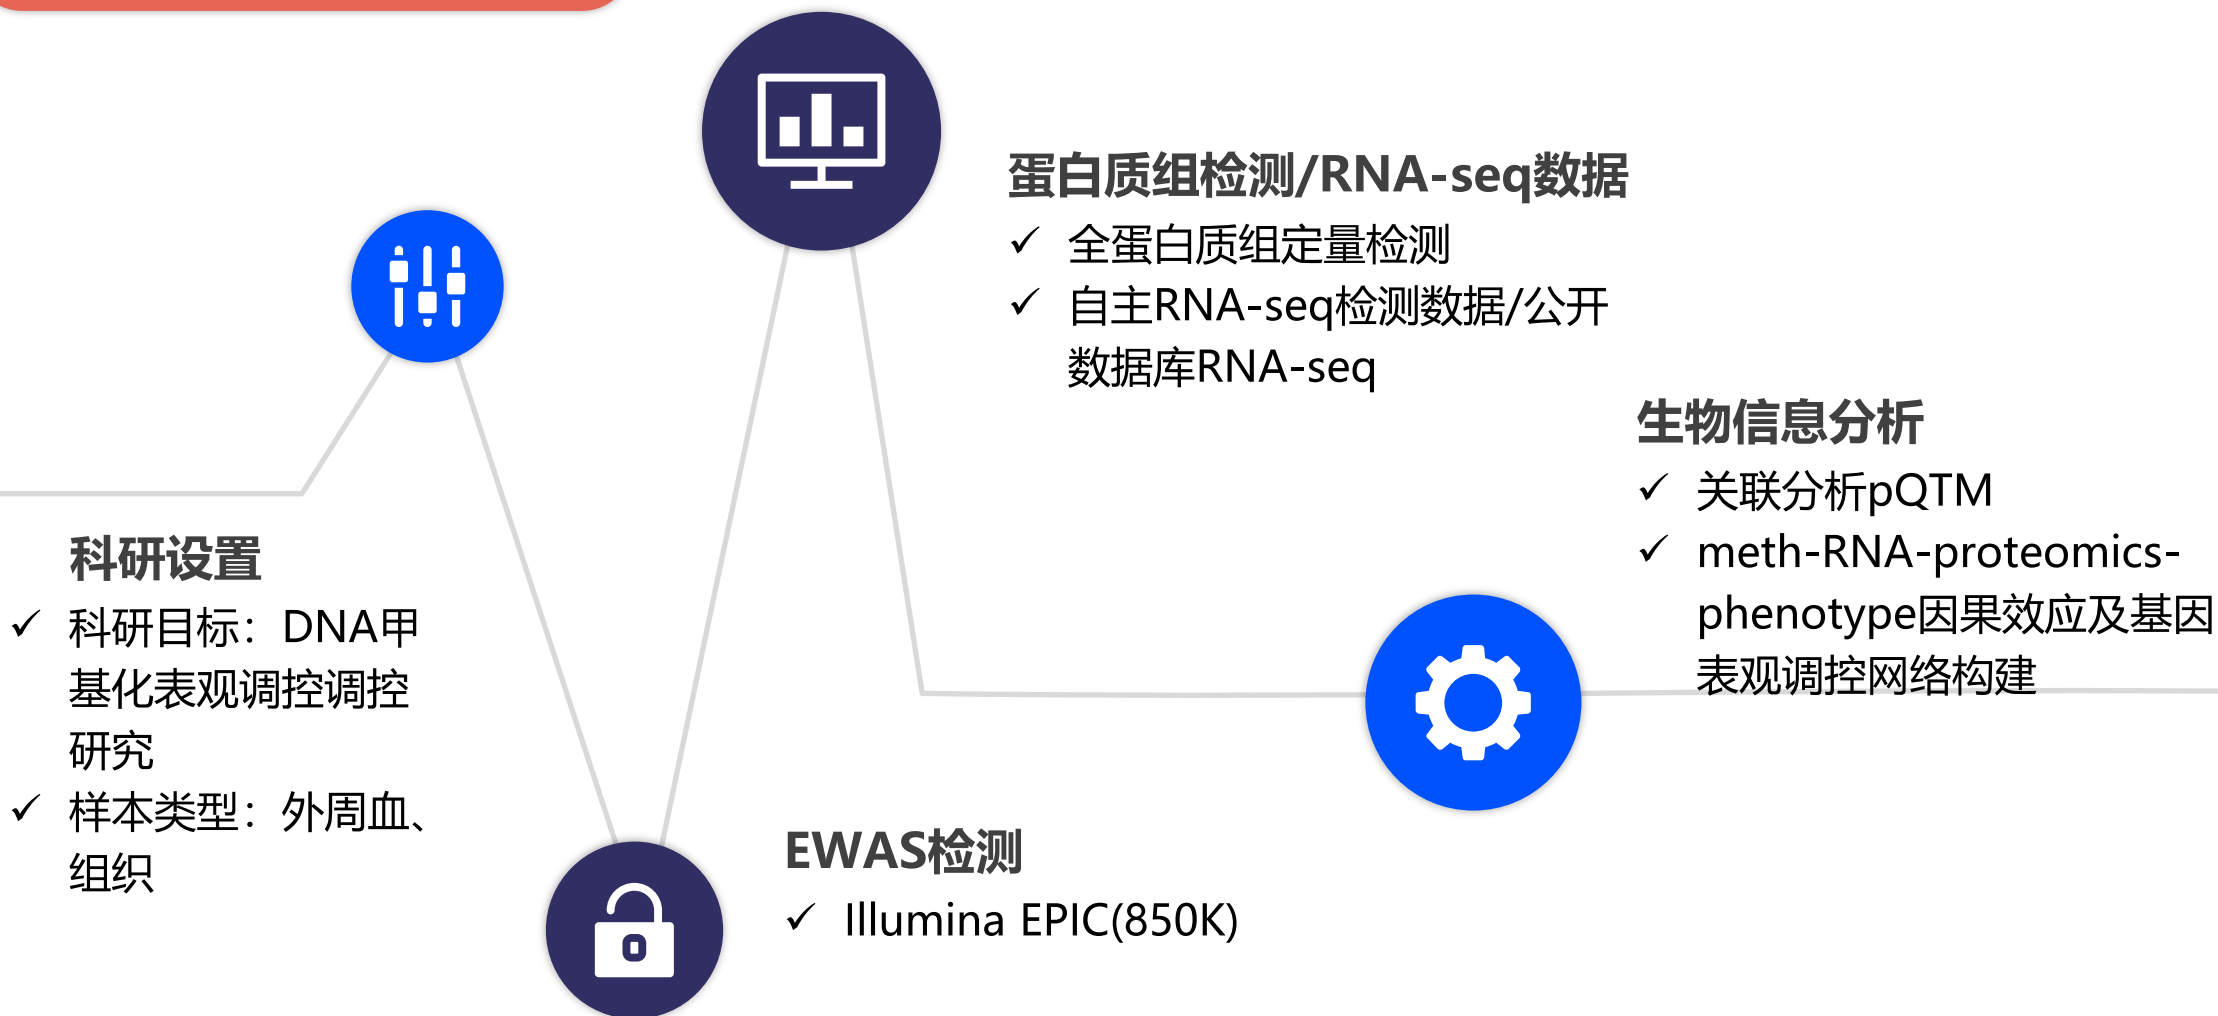 科研设置
✓ 科研目标：DNA甲
基化表观调控调控
研究
✓ 样本类型：外周血、
组织
EWAS检测
✓ Illumina EPIC(850K)
蛋白质组检测/RNA-seq数据
✓ 全蛋白质组定量检测
✓ 自主RNA-seq检测数据/公开
数据库RNA-seq
生物信息分析
✓ 关联分析pQTM
✓ meth-RNA-proteomics-
phenotype因果效应及基因
表观调控网络构建